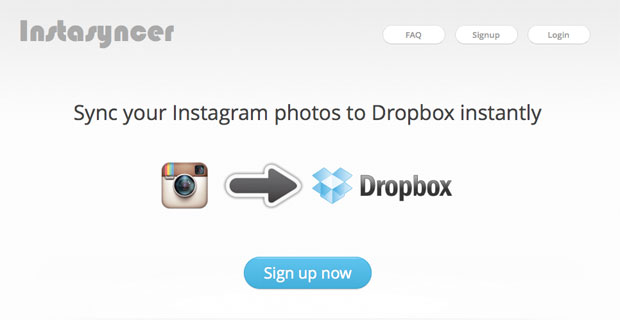 Instasyncer
FAQ Signup Login
Sync your Instagram photos to Dropbox instantly
Dropbox
Sign up now